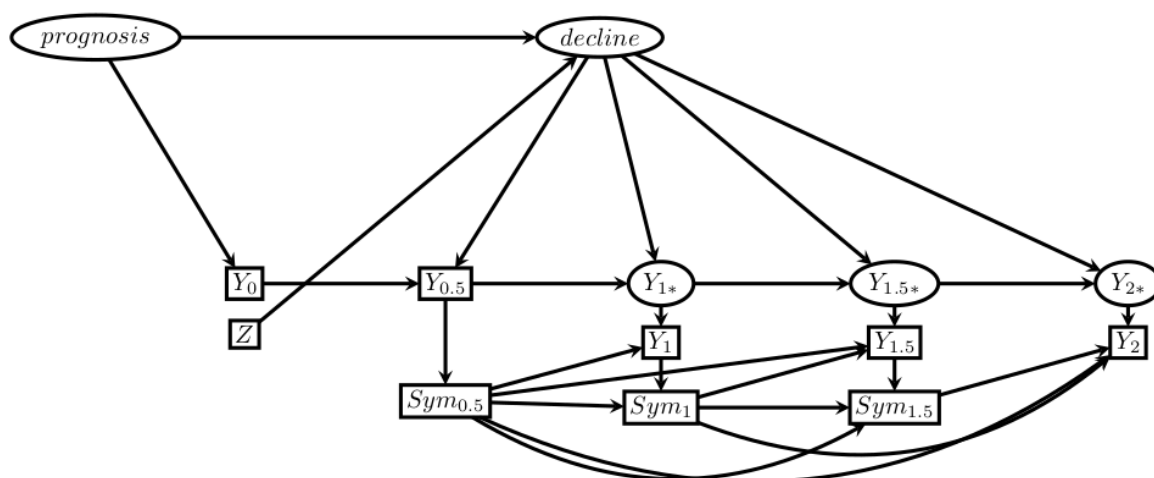 prognosis decline
Y₀ Y₀.₅ Y₁* Y₁.₅* Y₂*
Z Y₁ Y₁.₅ Y₂
Sym₀.₅ Sym₁ Sym₁.₅